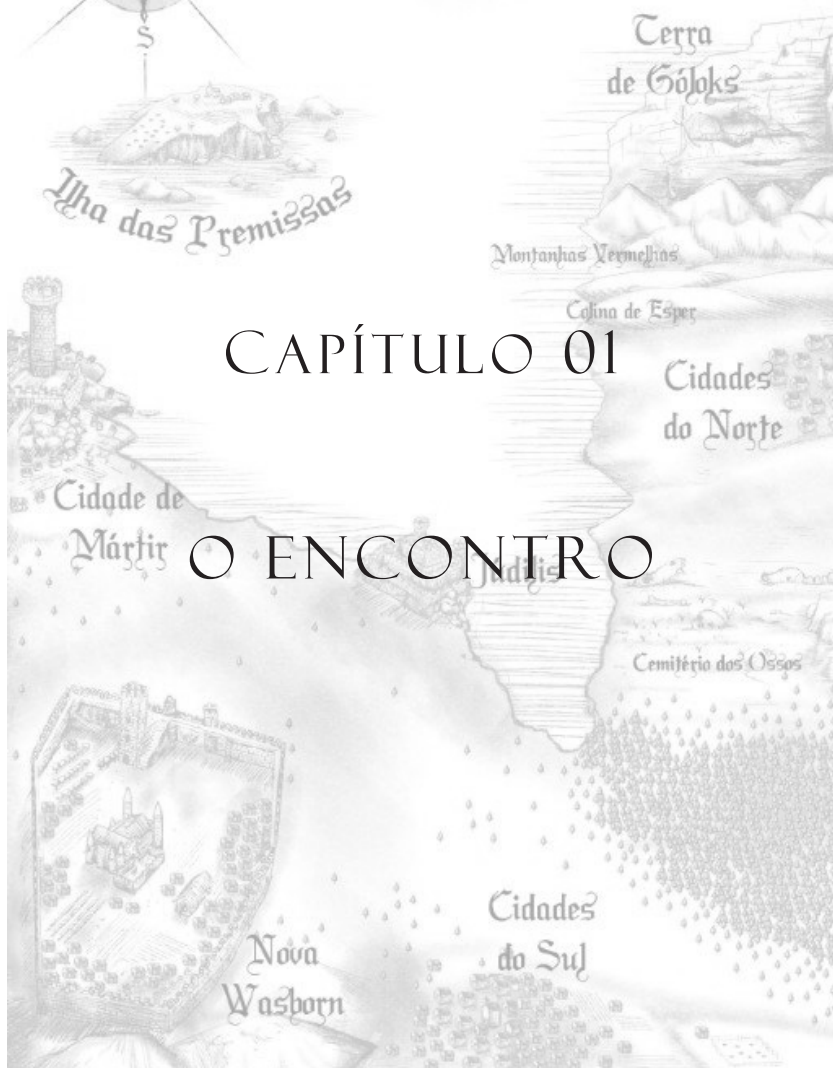 S
Terra
de Góloks
Ilha das Premissas
Montanhas Vermelhas
Colina de Esper
CAPÍTULO 01
Cidades
do Norte
Cidade de
Mártir
O ENCONTRO
Júdilis
Cemitério dos Ossos
Cidades
do Sul
Nova
Wasborn